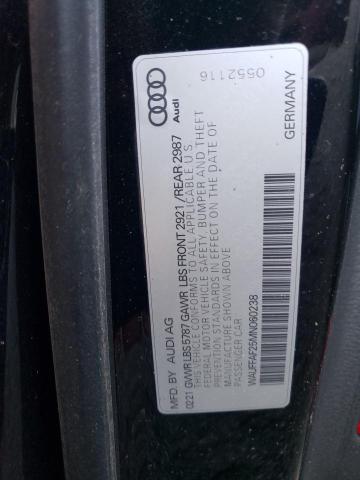 MFD. BY AUDI AG
0221 GVWR LBS 5787 GAWR LBS FRONT 2921/REAR 2987
THIS VEHICLE CONFORMS TO ALL APPLICABLE U S
FEDERAL MOTOR VEHICLE SAFETY, BUMPER AND THEFT
PREVENTION STANDARDS IN EFFECT ON THE DATE OF
MANUFACTURE SHOWN ABOVE
PASSENGER CAR
WAUFFAF25MN060238
Audi
0552116
GERMANY